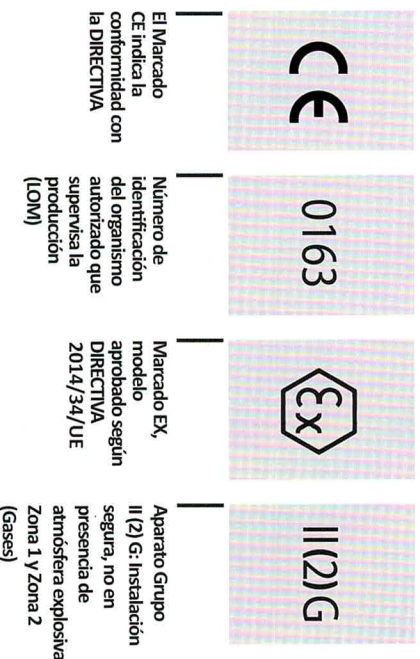 CE
El Marcado
CE indica la
conformidad con
la DIRECTIVA
0163
Número de
identificación
del organismo
autorizado que
supervisa la
producción
(LOM)
Ex
Marcado EX,
modelo
aprobado según
DIRECTIVA
2014/34/UE
II(2)G
Aparato Grupo
II (2) G: Instalación
segura, no en
presencia de
atmósfera explosiva
Zona 1 y Zona 2
(Gases)